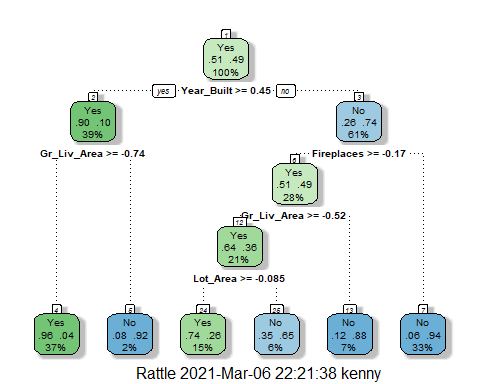 1
Yes
.51 .49
100%
yes Year_Built >= 0.45 no
2
Yes
.90 .10
39%
3
No
.26 .74
61%
Gr_Liv_Area >= -0.74
Fireplaces >= -0.17
6
Yes
.51 .49
28%
Gr_Liv_Area >= -0.52
12
Yes
.64 .36
21%
Lot_Area >= -0.085
4
Yes
.96 .04
37%
5
No
.08 .92
2%
24
Yes
.74 .26
15%
25
No
.35 .65
6%
13
No
.12 .88
7%
7
No
.06 .94
33%
Rattle 2021-Mar-06 22:21:38 kenny